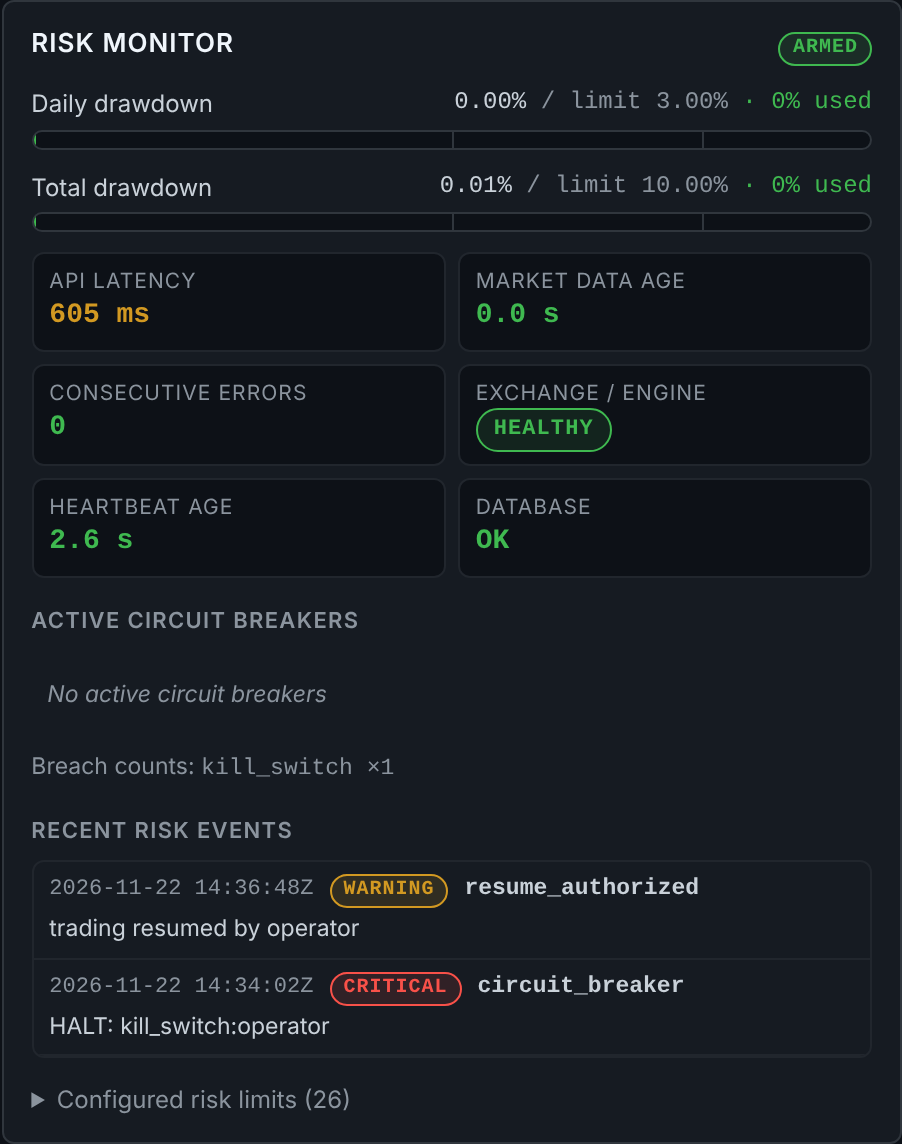 RISK MONITOR ARMED
Daily drawdown 0.00% / limit 3.00% · 0% used
Total drawdown 0.01% / limit 10.00% · 0% used
API LATENCY
605 ms
MARKET DATA AGE
0.0 s
CONSECUTIVE ERRORS
0
EXCHANGE / ENGINE
HEALTHY
HEARTBEAT AGE
2.6 s
DATABASE
OK
ACTIVE CIRCUIT BREAKERS
No active circuit breakers
Breach counts: kill_switch ×1
RECENT RISK EVENTS
2026-11-22 14:36:48Z WARNING resume_authorized
trading resumed by operator
2026-11-22 14:34:02Z CRITICAL circuit_breaker
HALT: kill_switch:operator
▶ Configured risk limits (26)